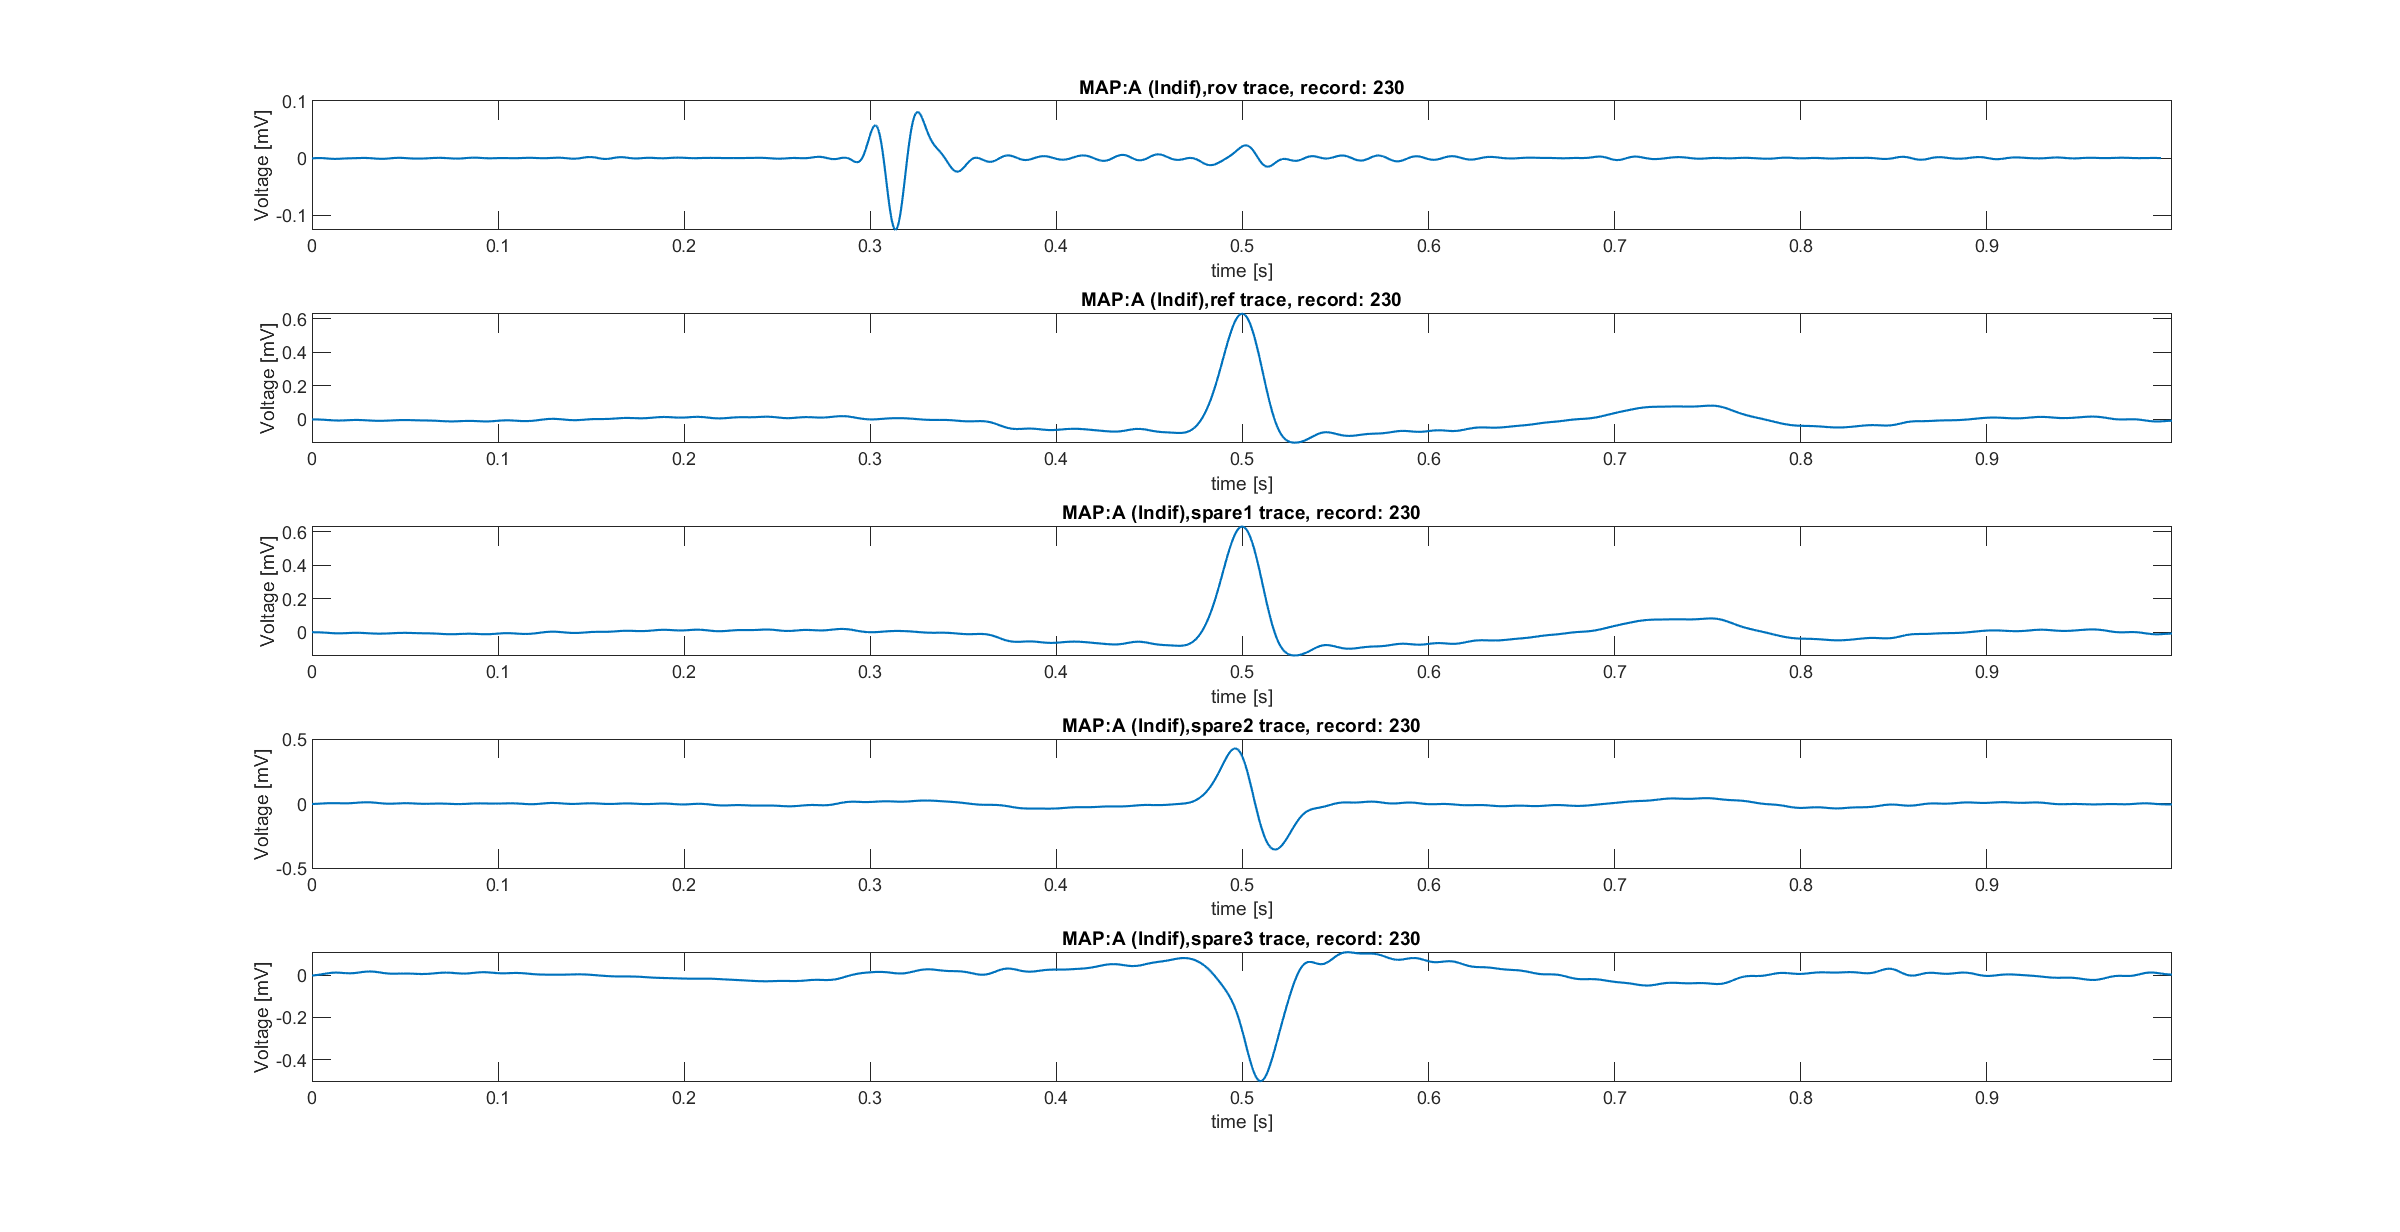 MAP:A (Indif),rov trace, record: 230
Voltage [mV]
0.1
0
-0.1
0 0.1 0.2 0.3 0.4 0.5 0.6 0.7 0.8 0.9
time [s]
MAP:A (Indif),ref trace, record: 230
Voltage [mV]
0.6
0.4
0.2
0
0 0.1 0.2 0.3 0.4 0.5 0.6 0.7 0.8 0.9
time [s]
MAP:A (Indif),spare1 trace, record: 230
Voltage [mV]
0.6
0.4
0.2
0
0 0.1 0.2 0.3 0.4 0.5 0.6 0.7 0.8 0.9
time [s]
MAP:A (Indif),spare2 trace, record: 230
Voltage [mV]
0.5
0
-0.5
0 0.1 0.2 0.3 0.4 0.5 0.6 0.7 0.8 0.9
time [s]
MAP:A (Indif),spare3 trace, record: 230
Voltage [mV]
0
-0.2
-0.4
0 0.1 0.2 0.3 0.4 0.5 0.6 0.7 0.8 0.9
time [s]